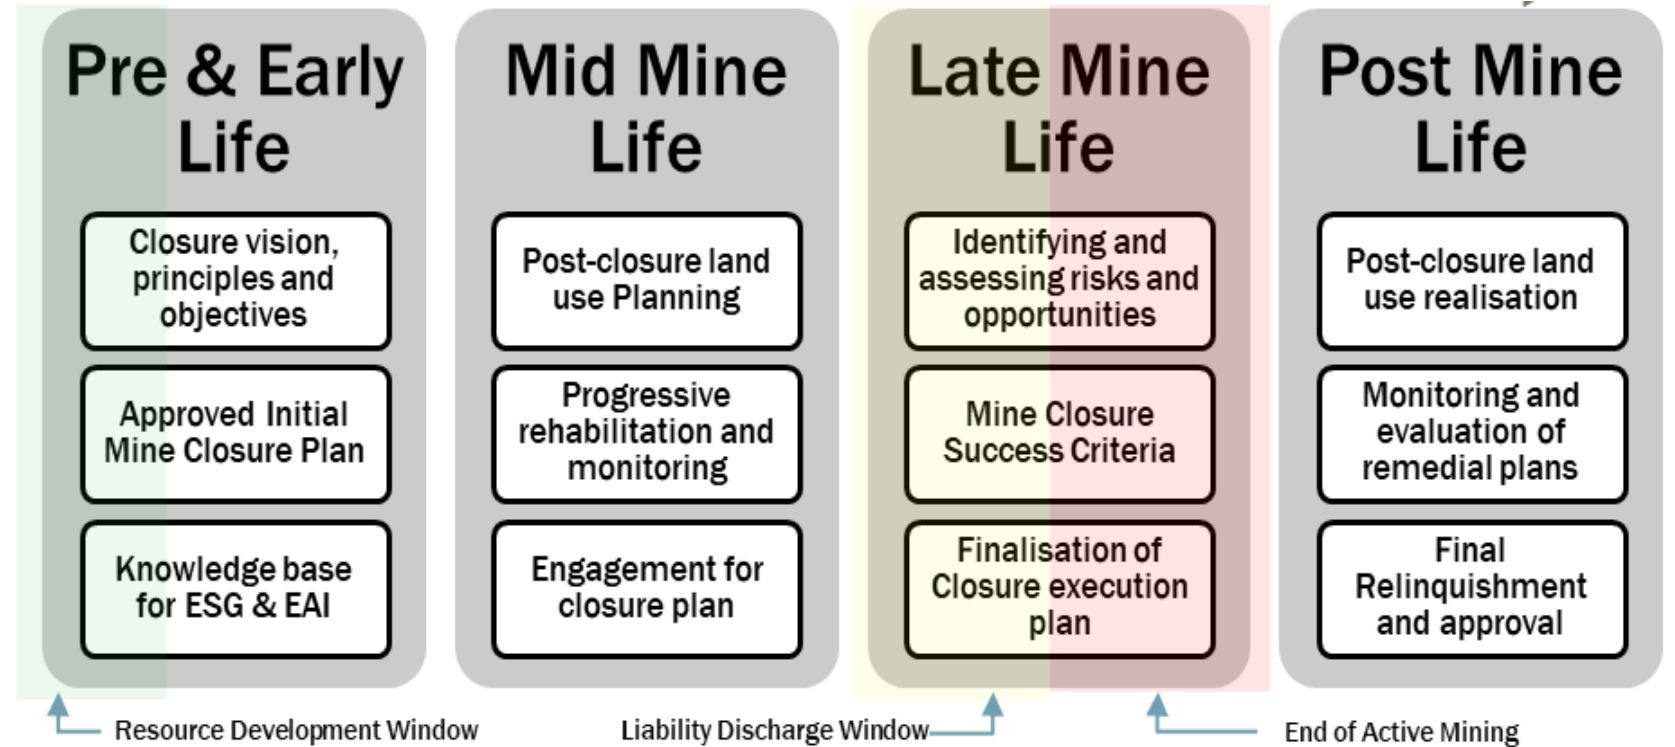 Pre & Early
Life
Closure vision,
principles and
objectives
Approved Initial
Mine Closure Plan
Knowledge base
for ESG & EAI
Mid Mine
Life
Post-closure land
use Planning
Progressive
rehabilitation and
monitoring
Engagement for
closure plan
Late Mine
Life
Identifying and
assessing risks and
opportunities
Mine Closure
Success Criteria
Finalisation of
Closure execution
plan
Post Mine
Life
Post-closure land
use realisation
Monitoring and
evaluation of
remedial plans
Final
Relinquishment
and approval
Resource Development Window
Liability Discharge Window
End of Active Mining